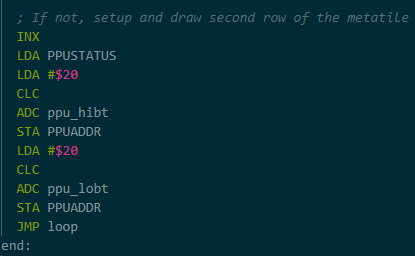 ; If not, setup and draw second row of the metatile
INX
LDA PPUSTATUS
LDA #$20
CLC
ADC ppu_hibt
STA PPUADDR
LDA #$20
CLC
ADC ppu_lobt
STA PPUADDR
JMP loop
end: